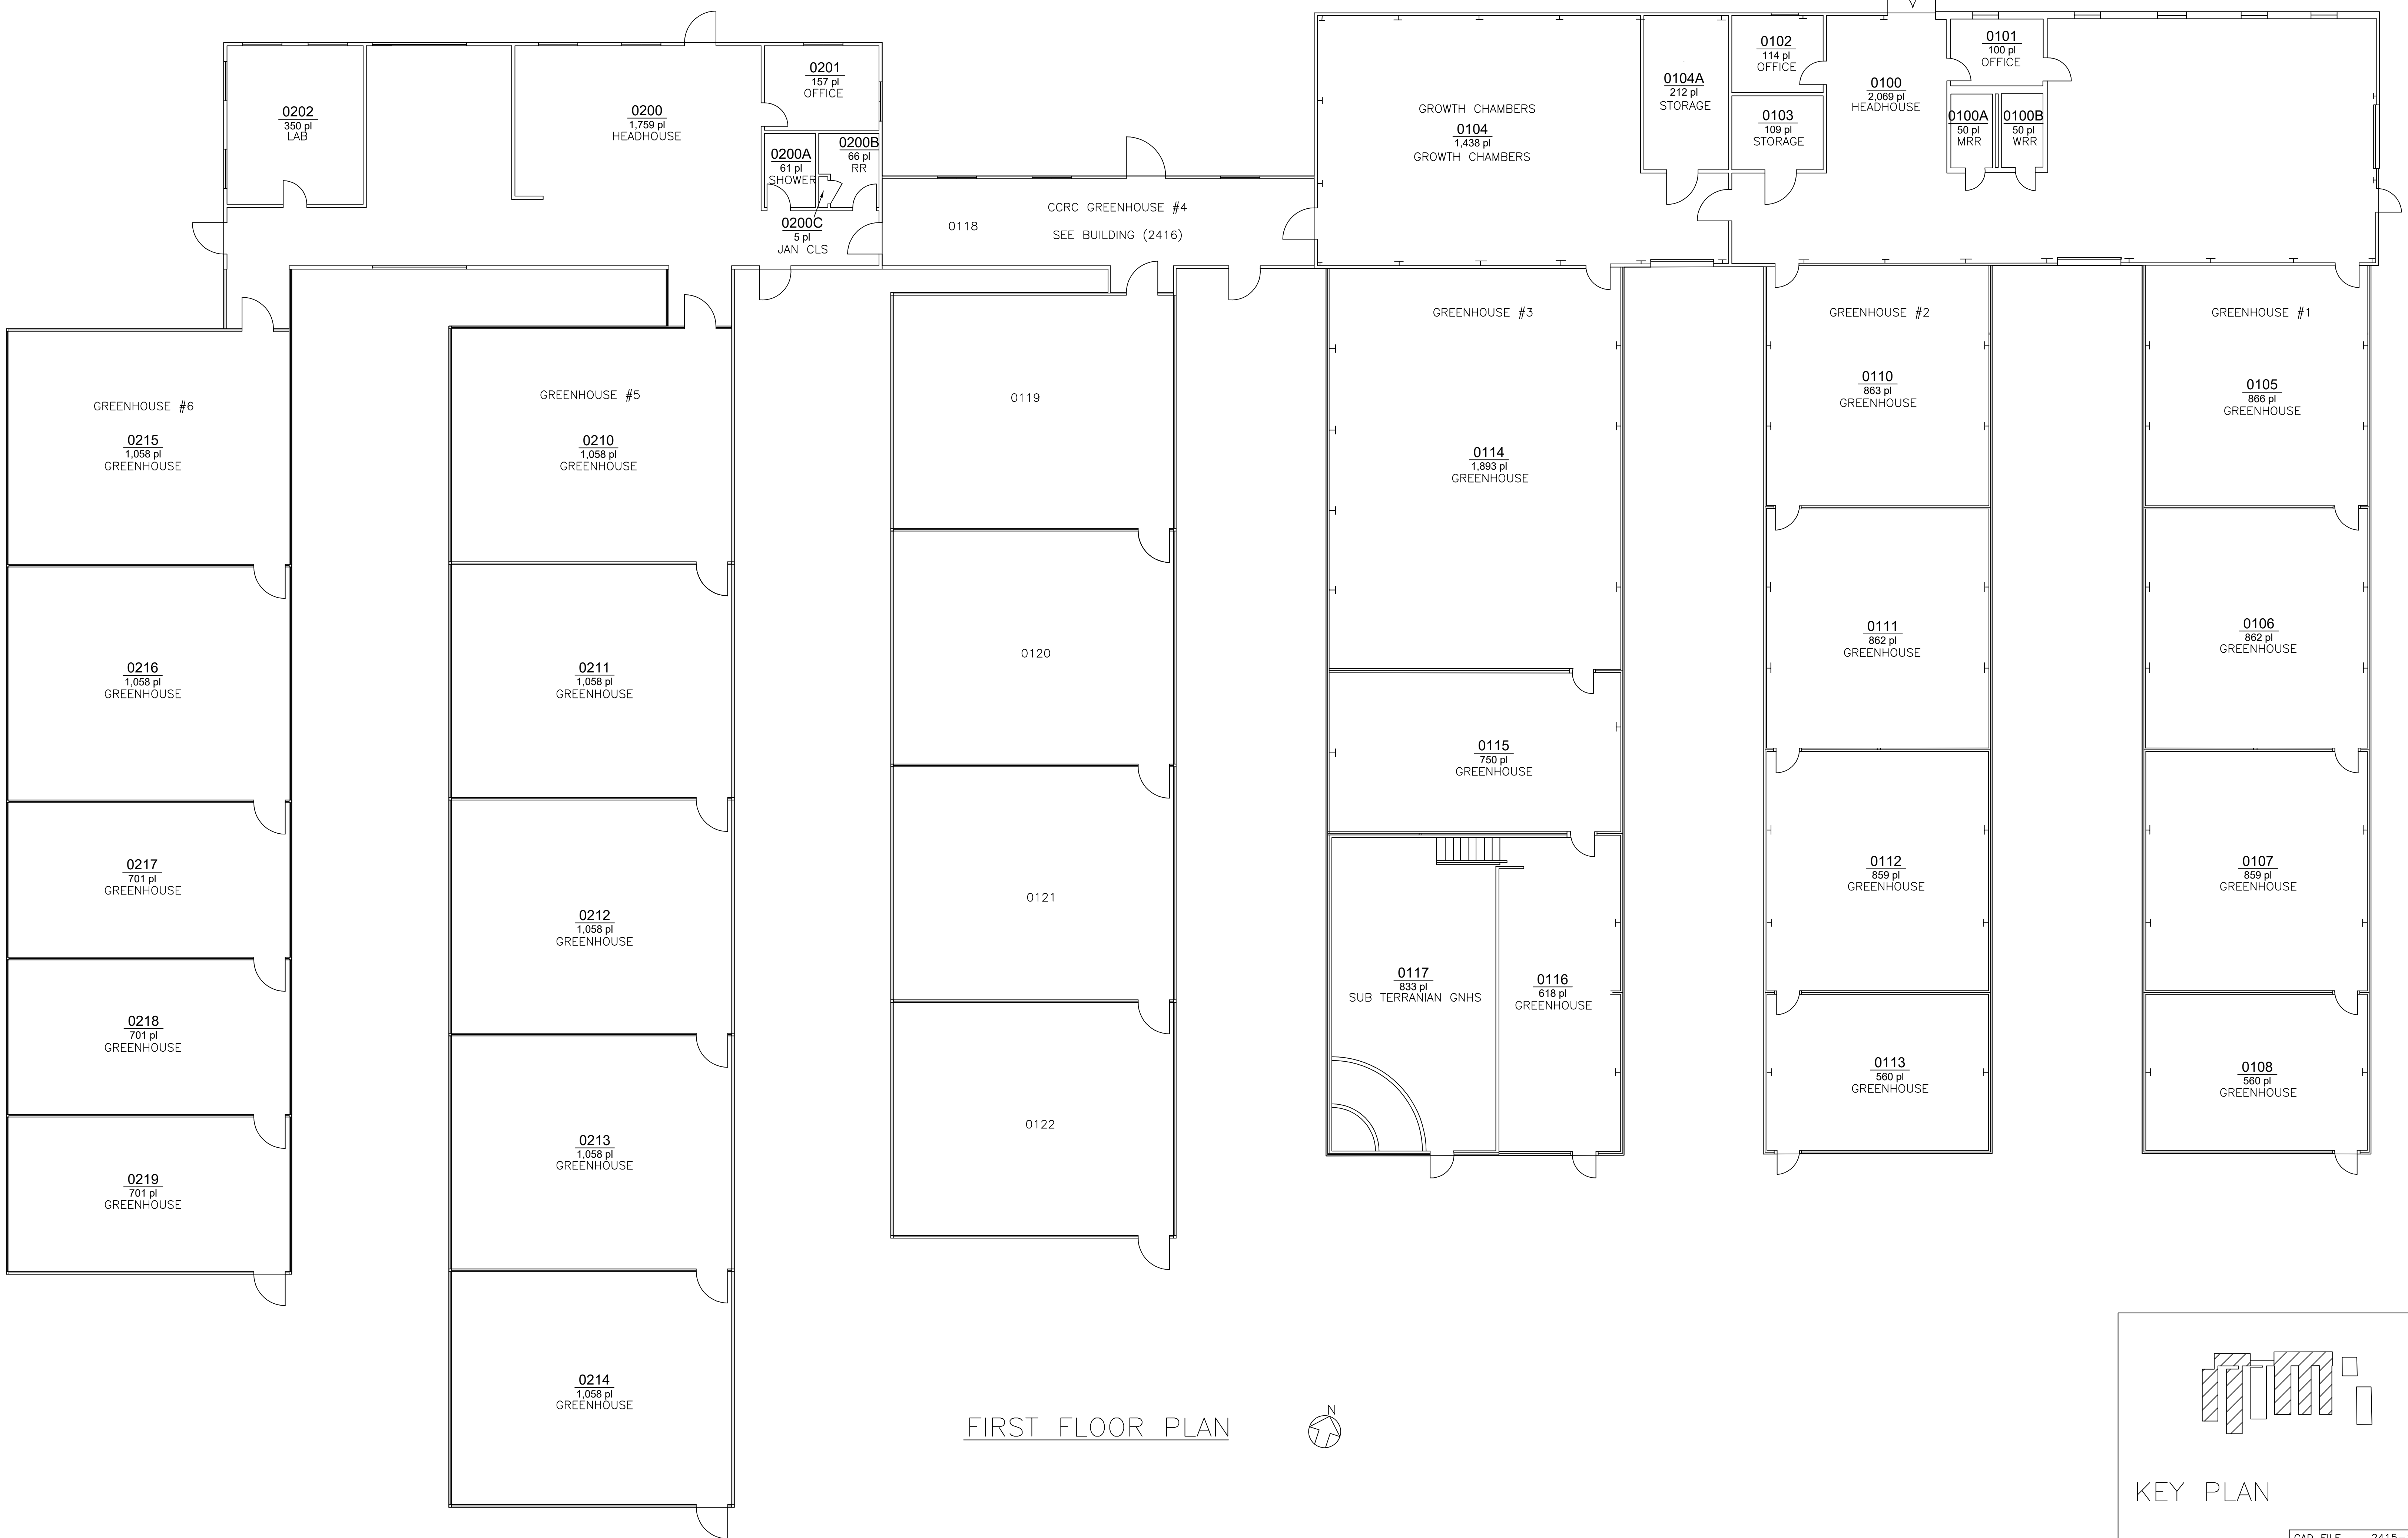 0202
350 pl
LAB
0200
1,759 pl
HEADHOUSE
0201
157 pl
OFFICE
0200A
61 pl
SHOWER
0200B
66 pl
RR
0200C
5 pl
JAN CLS
0118
CCRC GREENHOUSE #4
SEE BUILDING (2416)
GROWTH CHAMBERS
0104
1,438 pl
GROWTH CHAMBERS
0104A
212 pl
STORAGE
0102
114 pl
OFFICE
0103
109 pl
STORAGE
0100
2,069 pl
HEADHOUSE
0101
100 pl
OFFICE
0100A
50 pl
MRR
0100B
50 pl
WRR
GREENHOUSE #6
0215
1,058 pl
GREENHOUSE
0216
1,058 pl
GREENHOUSE
0217
701 pl
GREENHOUSE
0218
701 pl
GREENHOUSE
0219
701 pl
GREENHOUSE
GREENHOUSE #5
0210
1,058 pl
GREENHOUSE
0211
1,058 pl
GREENHOUSE
0212
1,058 pl
GREENHOUSE
0213
1,058 pl
GREENHOUSE
0214
1,058 pl
GREENHOUSE
0119
0120
0121
0122
GREENHOUSE #3
0114
1,893 pl
GREENHOUSE
0115
750 pl
GREENHOUSE
0117
833 pl
SUB TERRANIAN GNHS
0116
618 pl
GREENHOUSE
GREENHOUSE #2
0110
863 pl
GREENHOUSE
0111
862 pl
GREENHOUSE
0112
859 pl
GREENHOUSE
0113
560 pl
GREENHOUSE
GREENHOUSE #1
0105
866 pl
GREENHOUSE
0106
862 pl
GREENHOUSE
0107
859 pl
GREENHOUSE
0108
560 pl
GREENHOUSE
FIRST FLOOR PLAN
N
KEY PLAN
CAD FILE 2415-